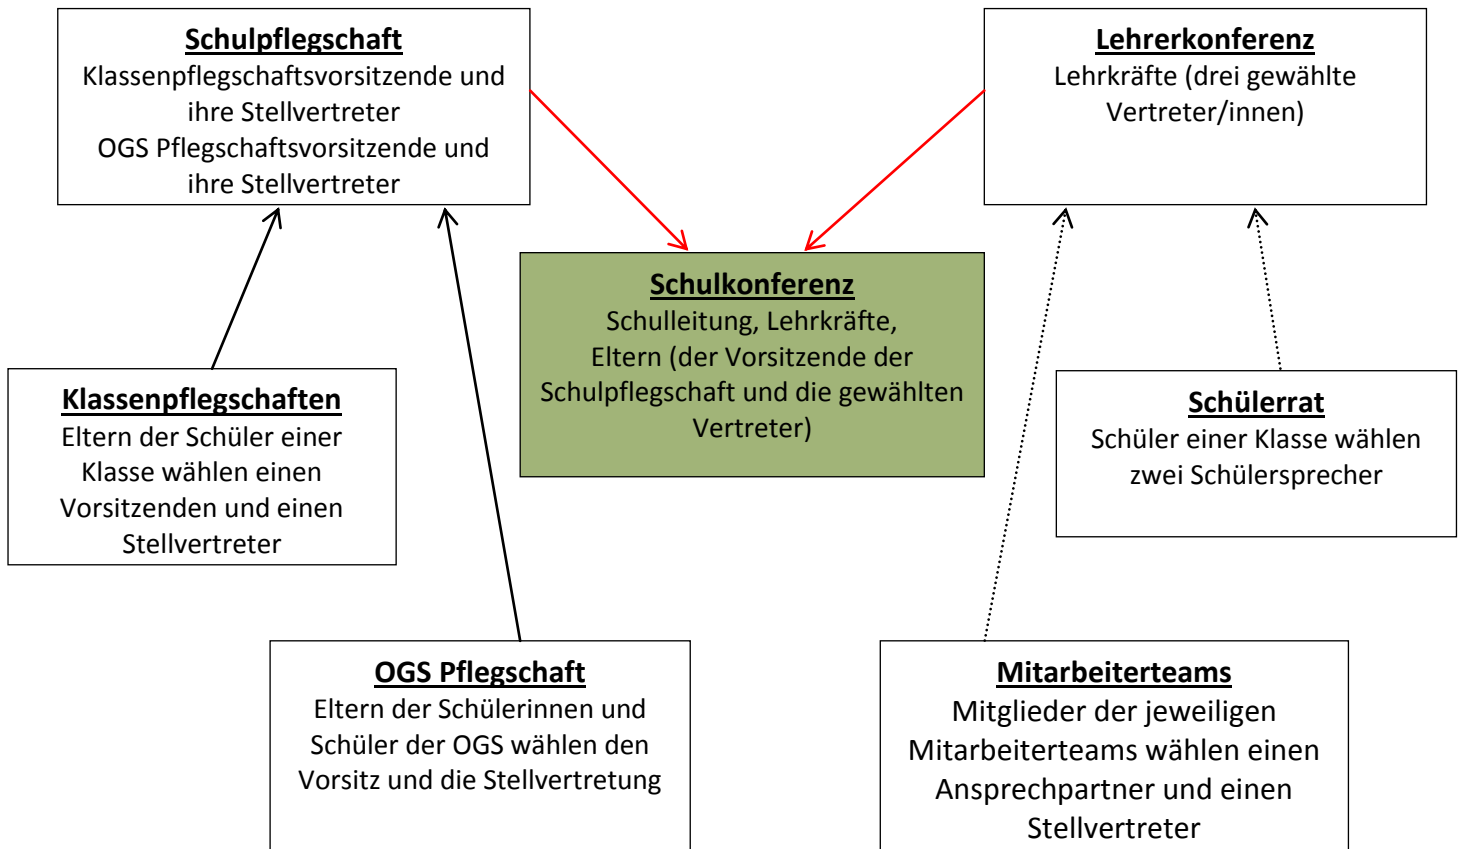 Schulpflegschaft
Klassenpflegschaftsvorsitzende und
ihre Stellvertreter
OGS Pflegschaftsvorsitzende und
ihre Stellvertreter
Lehrerkonferenz
Lehrkräfte (drei gewählte
Vertreter/innen)
Schulkonferenz
Schulleitung, Lehrkräfte,
Eltern (der Vorsitzende der
Schulpflegschaft und die gewählten
Vertreter)
Klassenpflegschaften
Eltern der Schüler einer
Klasse wählen einen
Vorsitzenden und einen
Stellvertreter
Schülerrat
Schüler einer Klasse wählen
zwei Schülersprecher
OGS Pflegschaft
Eltern der Schülerinnen und
Schüler der OGS wählen den
Vorsitz und die Stellvertretung
Mitarbeiterteams
Mitglieder der jeweiligen
Mitarbeiterteams wählen einen
Ansprechpartner und einen
Stellvertreter